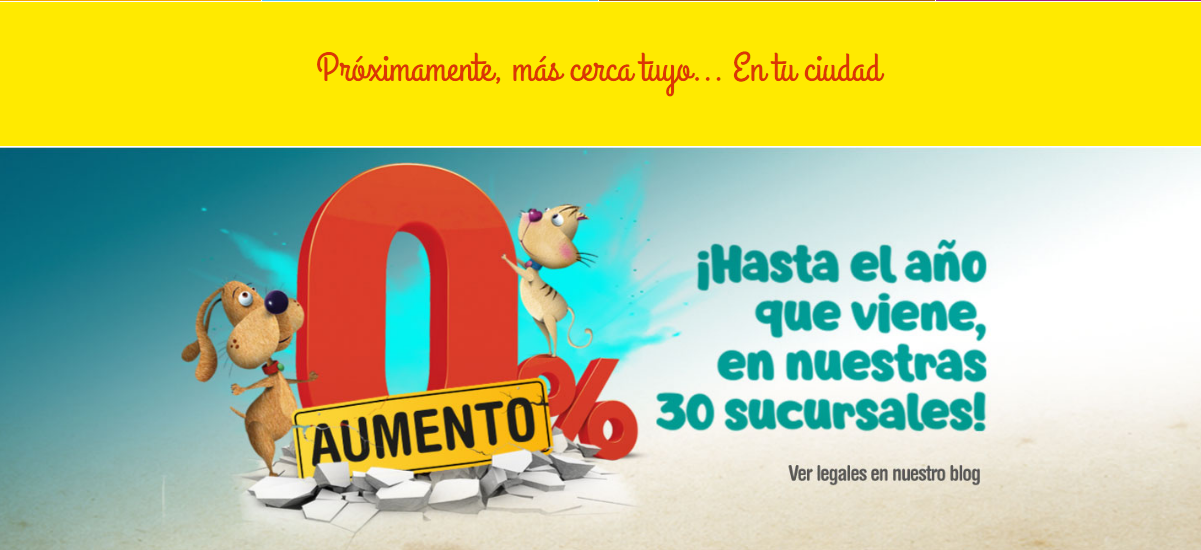 Próximamente, más cerca tuyo... En tu ciudad
0%
AUMENTO
¡Hasta el año
que viene,
en nuestras
30 sucursales!
Ver legales en nuestro blog